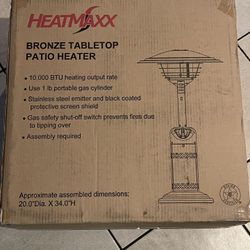 HEATMAXX
BRONZE TABLETOP
PATIO HEATER
• 10,000 BTU heating output rate
• Use 1 lb portable gas cylinder
• Stainless steel emitter and black coated
protective screen shield
• Gas safety shut-off switch prevents fires due
to tipping over
• Assembly required
Approximate assembled dimensions:
20.0"Dia. X 34.0"H